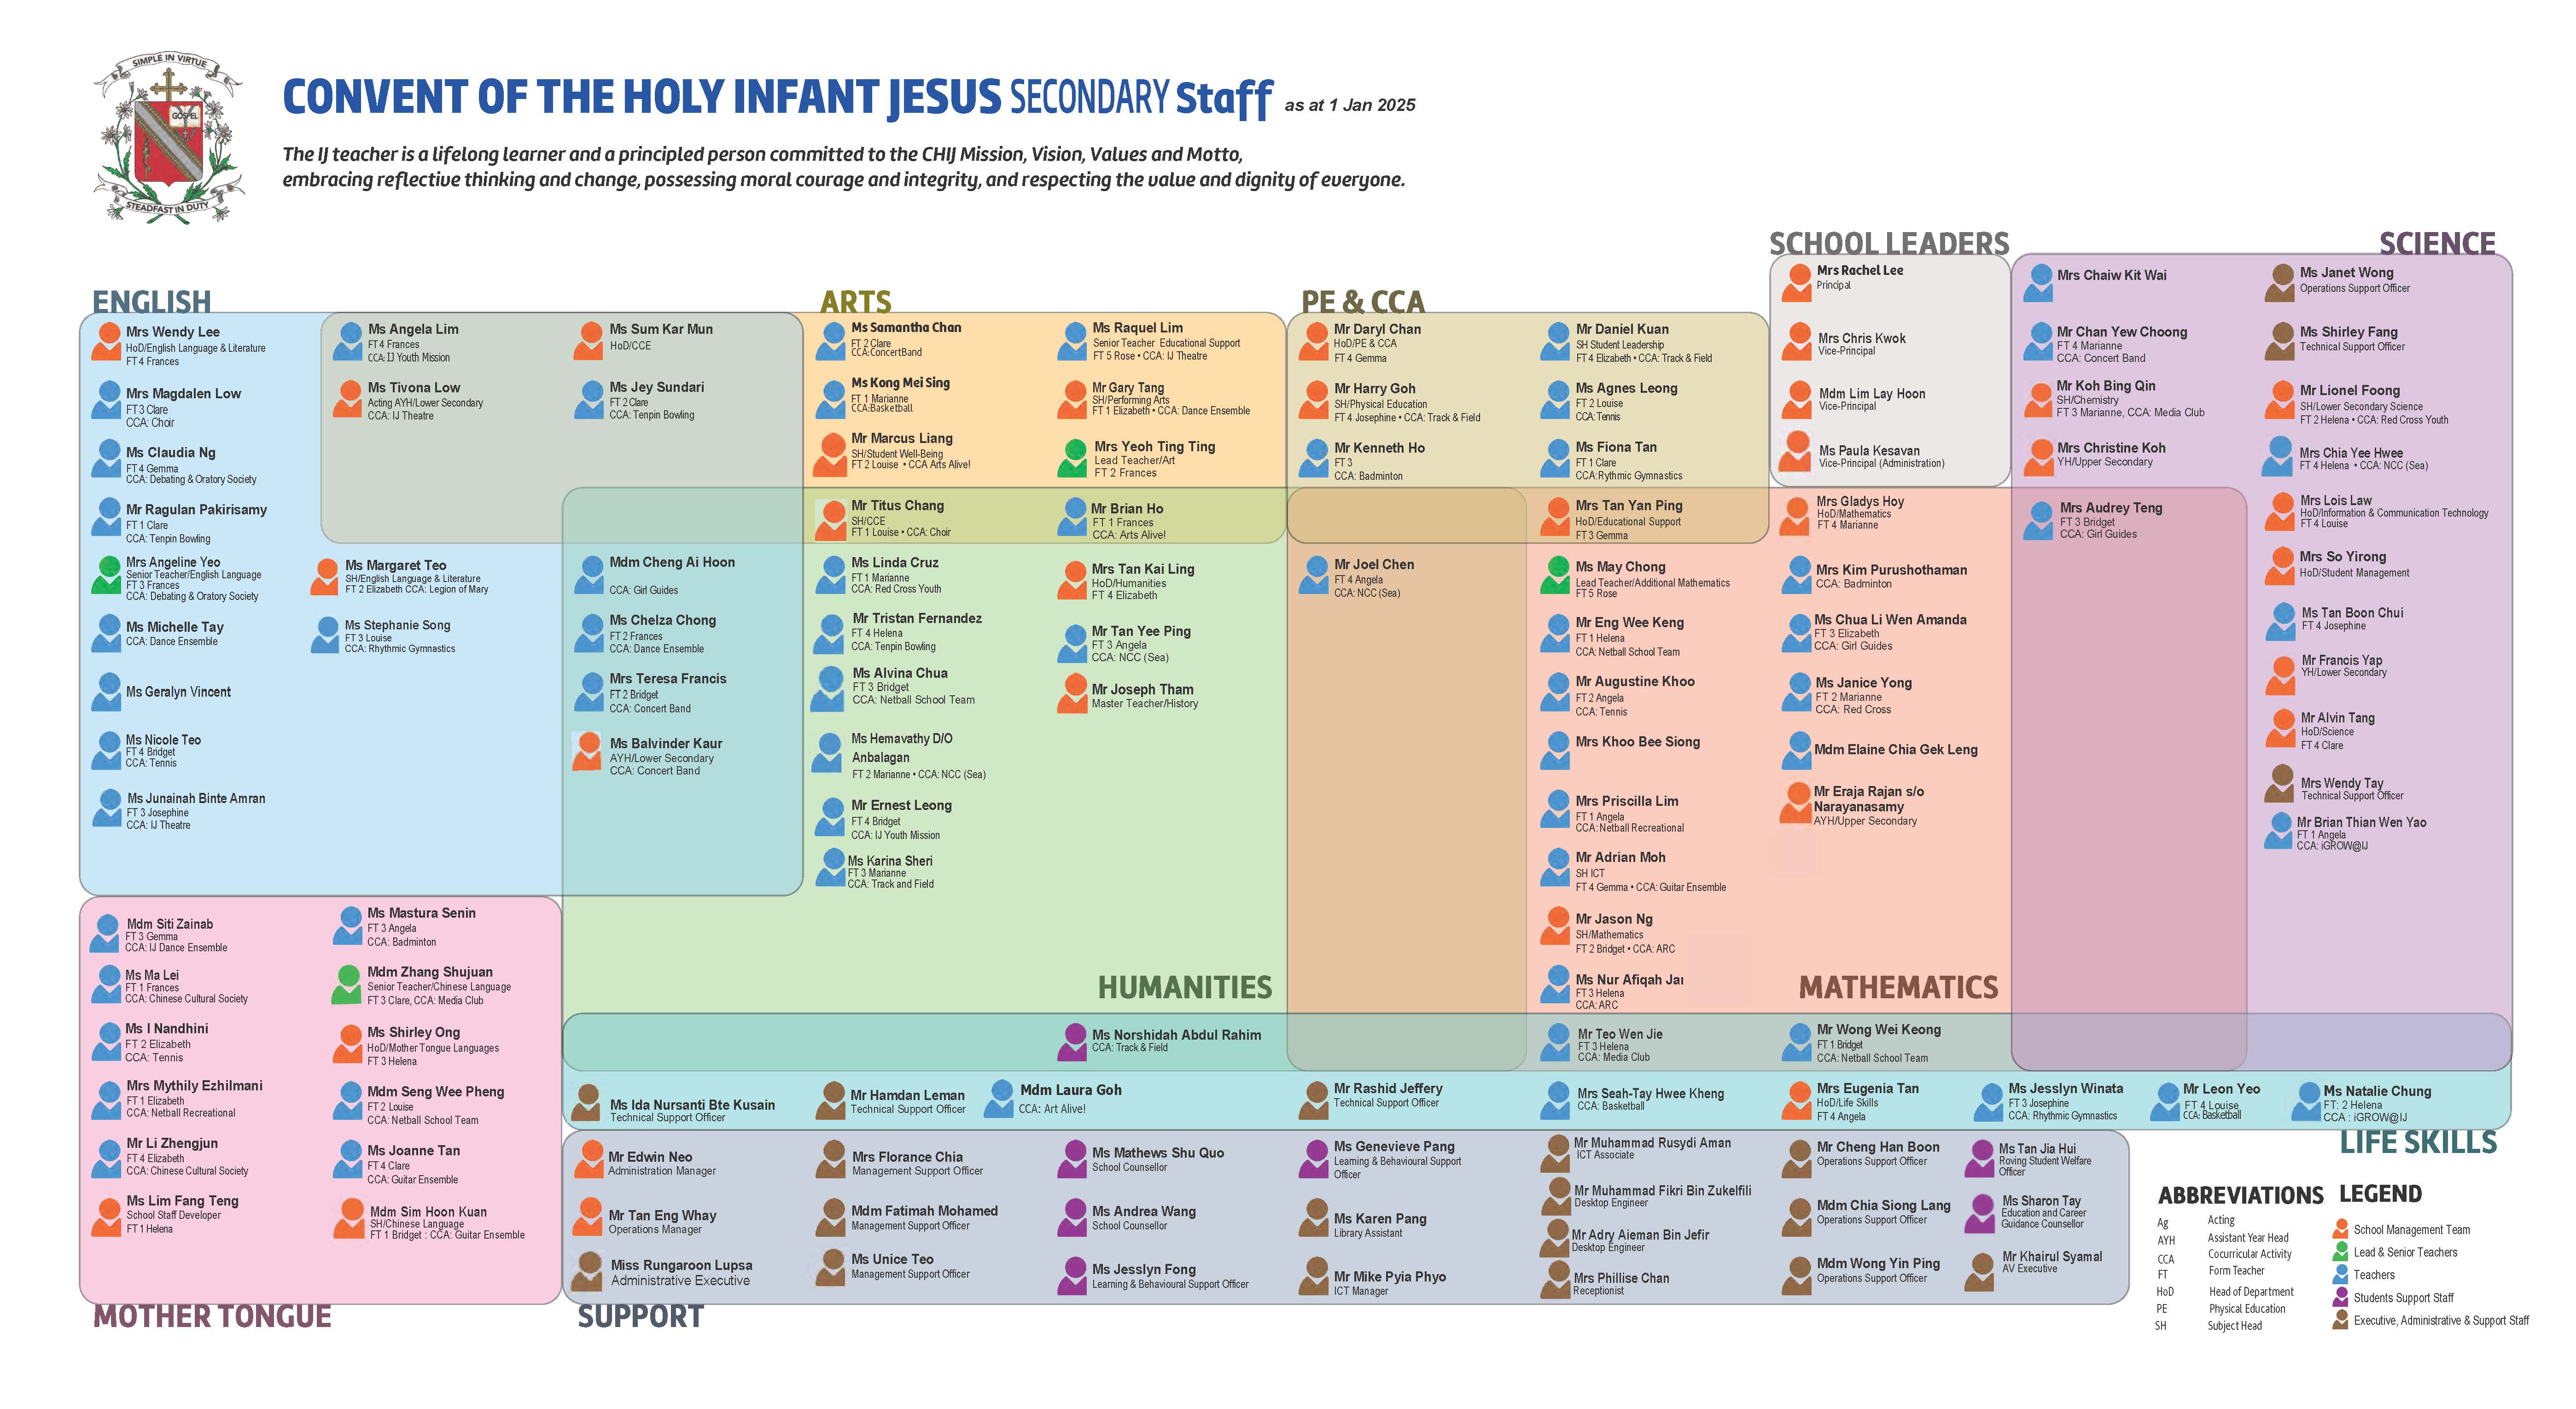 SIMPLE IN VIRTUE
GOSPEL
STEADFAST IN DUTY
CONVENT OF THE HOLY INFANT JESUS SECONDARY Staff as at 1 Jan 2025
The IJ teacher is a lifelong learner and a principled person committed to the CHIJ Mission, Vision, Values and Motto,
embracing reflective thinking and change, possessing moral courage and integrity, and respecting the value and dignity of everyone.
ENGLISH
Mrs Wendy Lee
HoD/English Language & Literature
FT 4 Frances
Mrs Magdalen Low
FT 3 Clare
CCA: Choir
Ms Claudia Ng
FT 4 Gemma
CCA: Debating & Oratory Society
Mr Ragulan Pakirisamy
FT 1 Clare
CCA: Tenpin Bowling
Mrs Angeline Yeo
Senior Teacher/English Language
FT 3 Frances
CCA: Debating & Oratory Society
Ms Michelle Tay
CCA: Dance Ensemble
Ms Geralyn Vincent
Ms Nicole Teo
FT 4 Bridget
CCA: Tennis
Ms Junainah Binte Amran
FT 3 Josephine
CCA: IJ Theatre
Ms Margaret Teo
SH/English Language & Literature
FT 2 Elizabeth CCA: Legion of Mary
Ms Stephanie Song
FT 3 Louise
CCA: Rhythmic Gymnastics
Ms Angela Lim
FT 4 Frances
CCA: IJ Youth Mission
Ms Tivona Low
Acting AYH/Lower Secondary
CCA: IJ Theatre
Ms Sum Kar Mun
HoD/CCE
Ms Jey Sundari
FT 2 Clare
CCA: Tenpin Bowling
Mdm Cheng Ai Hoon
CCA: Girl Guides
Ms Chelza Chong
FT 2 Frances
CCA: Dance Ensemble
Mrs Teresa Francis
FT 2 Bridget
CCA: Concert Band
Ms Balvinder Kaur
AYH/Lower Secondary
CCA: Concert Band
ARTS
Ms Samantha Chan
FT 2 Clare
CCA:ConcertBand
Ms Kong Mei Sing
FT 1 Marianne
CCA:Basketball
Mr Marcus Liang
SH/Student Well-Being
FT 2 Louise • CCA Arts Alive!
Ms Raquel Lim
Senior Teacher Educational Support
FT 5 Rose • CCA: IJ Theatre
Mr Gary Tang
SH/Performing Arts
FT 1 Elizabeth • CCA: Dance Ensemble
Mrs Yeoh Ting Ting
Lead Teacher/Art
FT 2 Frances
Mr Titus Chang
SH/CCE
FT 1 Louise • CCA: Choir
Mr Brian Ho
FT 1 Frances
CCA: Arts Alive!
Ms Linda Cruz
FT 1 Marianne
CCA: Red Cross Youth
Mr Tristan Fernandez
FT 4 Helena
CCA: Tenpin Bowling
Ms Alvina Chua
FT 3 Bridget
CCA: Netball School Team
Ms Hemavathy D/O
Anbalagan
FT 2 Marianne • CCA: NCC (Sea)
Mr Ernest Leong
FT 4 Bridget
CCA: IJ Youth Mission
Ms Karina Sheri
FT 3 Marianne
CCA: Track and Field
Mrs Tan Kai Ling
HoD/Humanities
FT 4 Elizabeth
Mr Tan Yee Ping
FT 3 Angela
CCA: NCC (Sea)
Mr Joseph Tham
Master Teacher/History
HUMANITIES
PE & CCA
Mr Daryl Chan
HoD/PE & CCA
FT 4 Gemma
Mr Harry Goh
SH/Physical Education
FT 4 Josephine • CCA: Track & Field
Mr Kenneth Ho
FT 3
CCA: Badminton
Mr Daniel Kuan
SH Student Leadership
FT 4 Elizabeth • CCA: Track & Field
Ms Agnes Leong
FT 2 Louise
CCA: Tennis
Ms Fiona Tan
FT 1 Clare
CCA:Rythmic Gymnastics
Mrs Tan Yan Ping
HoD/Educational Support
FT 3 Gemma
Mr Joel Chen
FT 4 Angela
CCA: NCC (Sea)
Ms May Chong
Lead Teacher/Additional Mathematics
FT 5 Rose
Mr Eng Wee Keng
FT 1 Helena
CCA: Netball School Team
Mr Augustine Khoo
FT 2 Angela
CCA: Tennis
Mrs Khoo Bee Siong
Mrs Priscilla Lim
FT 1 Angela
CCA: Netball Recreational
Mr Adrian Moh
SH ICT
FT 4 Gemma • CCA: Guitar Ensemble
Mr Jason Ng
SH/Mathematics
FT 2 Bridget • CCA: ARC
Ms Nur Afiqah Jar
FT 3 Helena
CCA: ARC
SCHOOL LEADERS
Mrs Rachel Lee
Principal
Mrs Chris Kwok
Vice-Principal
Mdm Lim Lay Hoon
Vice-Principal
Ms Paula Kesavan
Vice-Principal (Administration)
Mrs Gladys Hoy
HoD/Mathematics
FT 4 Marianne
Mrs Kim Purushothaman
CCA: Badminton
Ms Chua Li Wen Amanda
FT 3 Elizabeth
CCA: Girl Guides
Ms Janice Yong
FT 2 Marianne
CCA: Red Cross
Mdm Elaine Chia Gek Leng
Mr Eraja Rajan s/o
Narayanasamy
AYH/Upper Secondary
MATHEMATICS
SCIENCE
Mrs Chaiw Kit Wai
Mr Chan Yew Choong
FT 4 Marianne
CCA: Concert Band
Mr Koh Bing Qin
SH/Chemistry
FT 3 Marianne, CCA: Media Club
Mrs Christine Koh
YH/Upper Secondary
Mrs Audrey Teng
FT 3 Bridget
CCA: Girl Guides
Ms Janet Wong
Operations Support Officer
Ms Shirley Fang
Technical Support Officer
Mr Lionel Foong
SH/Lower Secondary Science
FT 2 Helena • CCA: Red Cross Youth
Mrs Chia Yee Hwee
FT 4 Helena • CCA: NCC (Sea)
Mrs Lois Law
HoD/Information & Communication Technology
FT 4 Louise
Mrs So Yirong
HoD/Student Management
Ms Tan Boon Chui
FT 4 Josephine
Mr Francis Yap
YH/Lower Secondary
Mr Alvin Tang
HoD/Science
FT 4 Clare
Mrs Wendy Tay
Technical Support Officer
Mr Brian Thian Wen Yao
FT 1 Angela
CCA: iGROW@IJ
Mdm Siti Zainab
FT 3 Gemma
CCA: IJ Dance Ensemble
Ms Ma Lei
FT 1 Frances
CCA: Chinese Cultural Society
Ms I Nandhini
FT 2 Elizabeth
CCA: Tennis
Mrs Mythily Ezhilmani
FT 1 Elizabeth
CCA: Netball Recreational
Mr Li Zhengjun
FT 4 Elizabeth
CCA: Chinese Cultural Society
Ms Lim Fang Teng
School Staff Developer
FT 1 Helena
Ms Mastura Senin
FT 3 Angela
CCA: Badminton
Mdm Zhang Shujuan
Senior Teacher/Chinese Language
FT 3 Clare, CCA: Media Club
Ms Shirley Ong
HoD/Mother Tongue Languages
FT 3 Helena
Mdm Seng Wee Pheng
FT 2 Louise
CCA: Netball School Team
Ms Joanne Tan
FT 4 Clare
CCA: Guitar Ensemble
Mdm Sim Hoon Kuan
SH/Chinese Language
FT 1 Bridget : CCA: Guitar Ensemble
MOTHER TONGUE
Ms Norshidah Abdul Rahim
CCA: Track & Field
Mr Teo Wen Jie
FT 3 Helena
CCA: Media Club
Mr Wong Wei Keong
FT 1 Bridget
CCA: Netball School Team
Ms Ida Nursanti Bte Kusain
Technical Support Officer
Mr Hamdan Leman
Technical Support Officer
Mdm Laura Goh
CCA: Art Alive!
Mr Rashid Jeffery
Technical Support Officer
Mrs Seah-Tay Hwee Kheng
CCA: Basketball
Mrs Eugenia Tan
HoD/Life Skills
FT 4 Angela
Ms Jesslyn Winata
FT 3 Josephine
CCA: Rhythmic Gymnastics
Mr Leon Yeo
FT 4 Louise
CCA: Basketball
Ms Natalie Chung
FT: 2 Helena
CCA : iGROW@IJ
LIFE SKILLS
Mr Edwin Neo
Administration Manager
Mr Tan Eng Whay
Operations Manager
Miss Rungaroon Lupsa
Administrative Executive
Mrs Florance Chia
Management Support Officer
Mdm Fatimah Mohamed
Management Support Officer
Ms Unice Teo
Management Support Officer
Ms Mathews Shu Quo
School Counsellor
Ms Andrea Wang
School Counsellor
Ms Jesslyn Fong
Learning & Behavioural Support Officer
Ms Genevieve Pang
Learning & Behavioural Support
Officer
Ms Karen Pang
Library Assistant
Mr Mike Pyia Phyo
ICT Manager
Mr Muhammad Rusydi Aman
ICT Associate
Mr Muhammad Fikri Bin Zukelfili
Desktop Engineer
Mr Adry Aieman Bin Jefir
Desktop Engineer
Mrs Phillise Chan
Receptionist
Mr Cheng Han Boon
Operations Support Officer
Mdm Chia Siong Lang
Operations Support Officer
Mdm Wong Yin Ping
Operations Support Officer
Ms Tan Jia Hui
Roving Student Welfare
Officer
Ms Sharon Tay
Education and Career
Guidance Counsellor
Mr Khairul Syamal
AV Executive
SUPPORT
ABBREVIATIONS
Ag Acting
AYH Assistant Year Head
CCA Cocurricular Activity
FT Form Teacher
HoD Head of Department
PE Physical Education
SH Subject Head
LEGEND
School Management Team
Lead & Senior Teachers
Teachers
Students Support Staff
Executive, Administrative & Support Staff